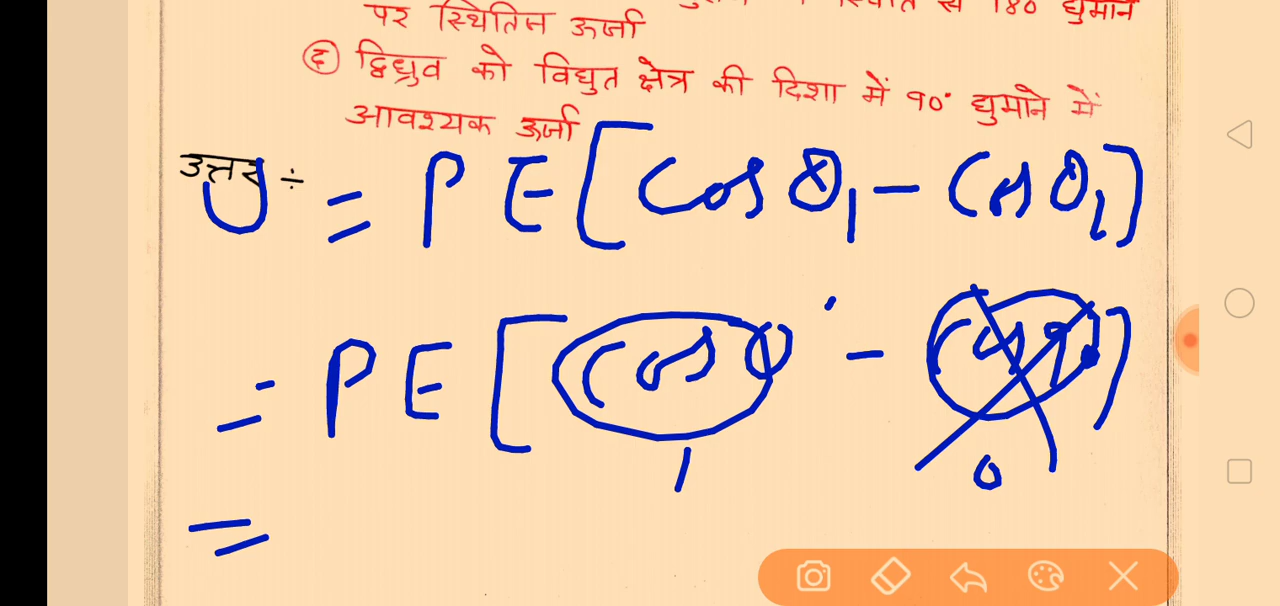 स्थिति से 180 घुमाने
पर स्थितिज ऊर्जा
(द) द्विध्रुव को विद्युत क्षेत्र की दिशा में 90° घुमाने में
आवश्यक ऊर्जा
उत्तर ÷
U = PE [Cos θ1 - Cos θ2]
= PE [Cos 0° - Cos 90]
1 0
=